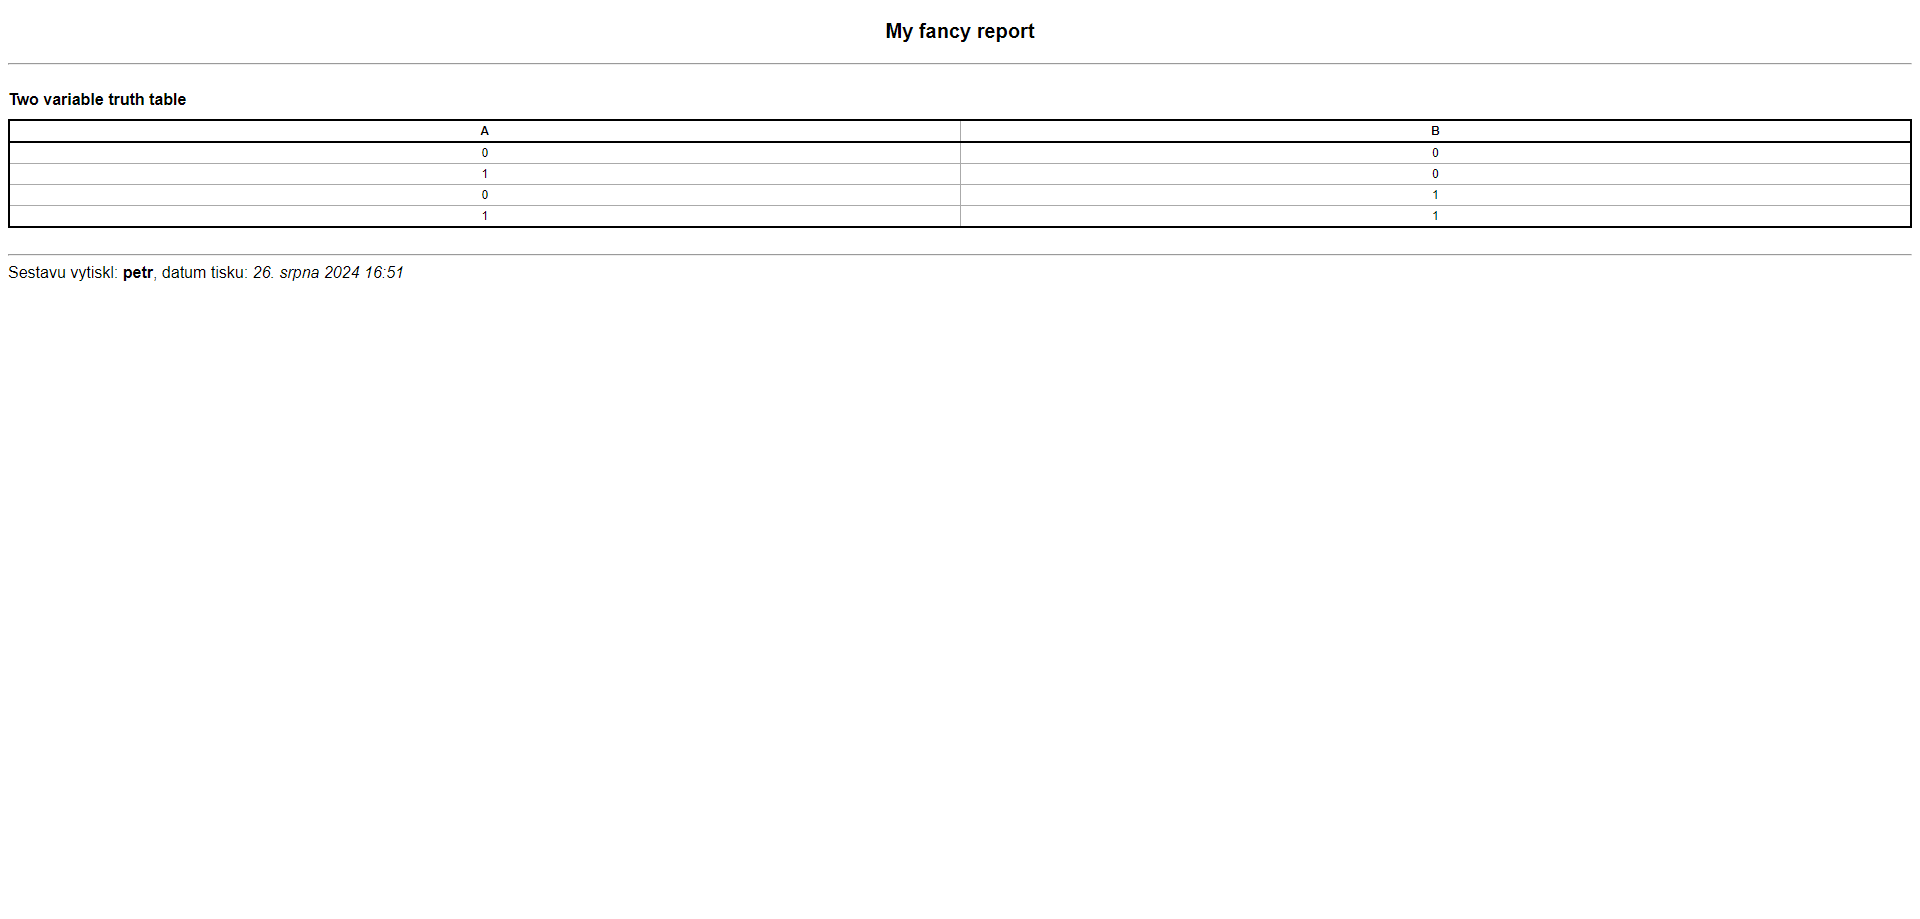 My fancy report
Two variable truth table
A B
0 0
1 0
0 1
1 1
Sestavu vytiskl: petr, datum tisku: 26. srpna 2024 16:51